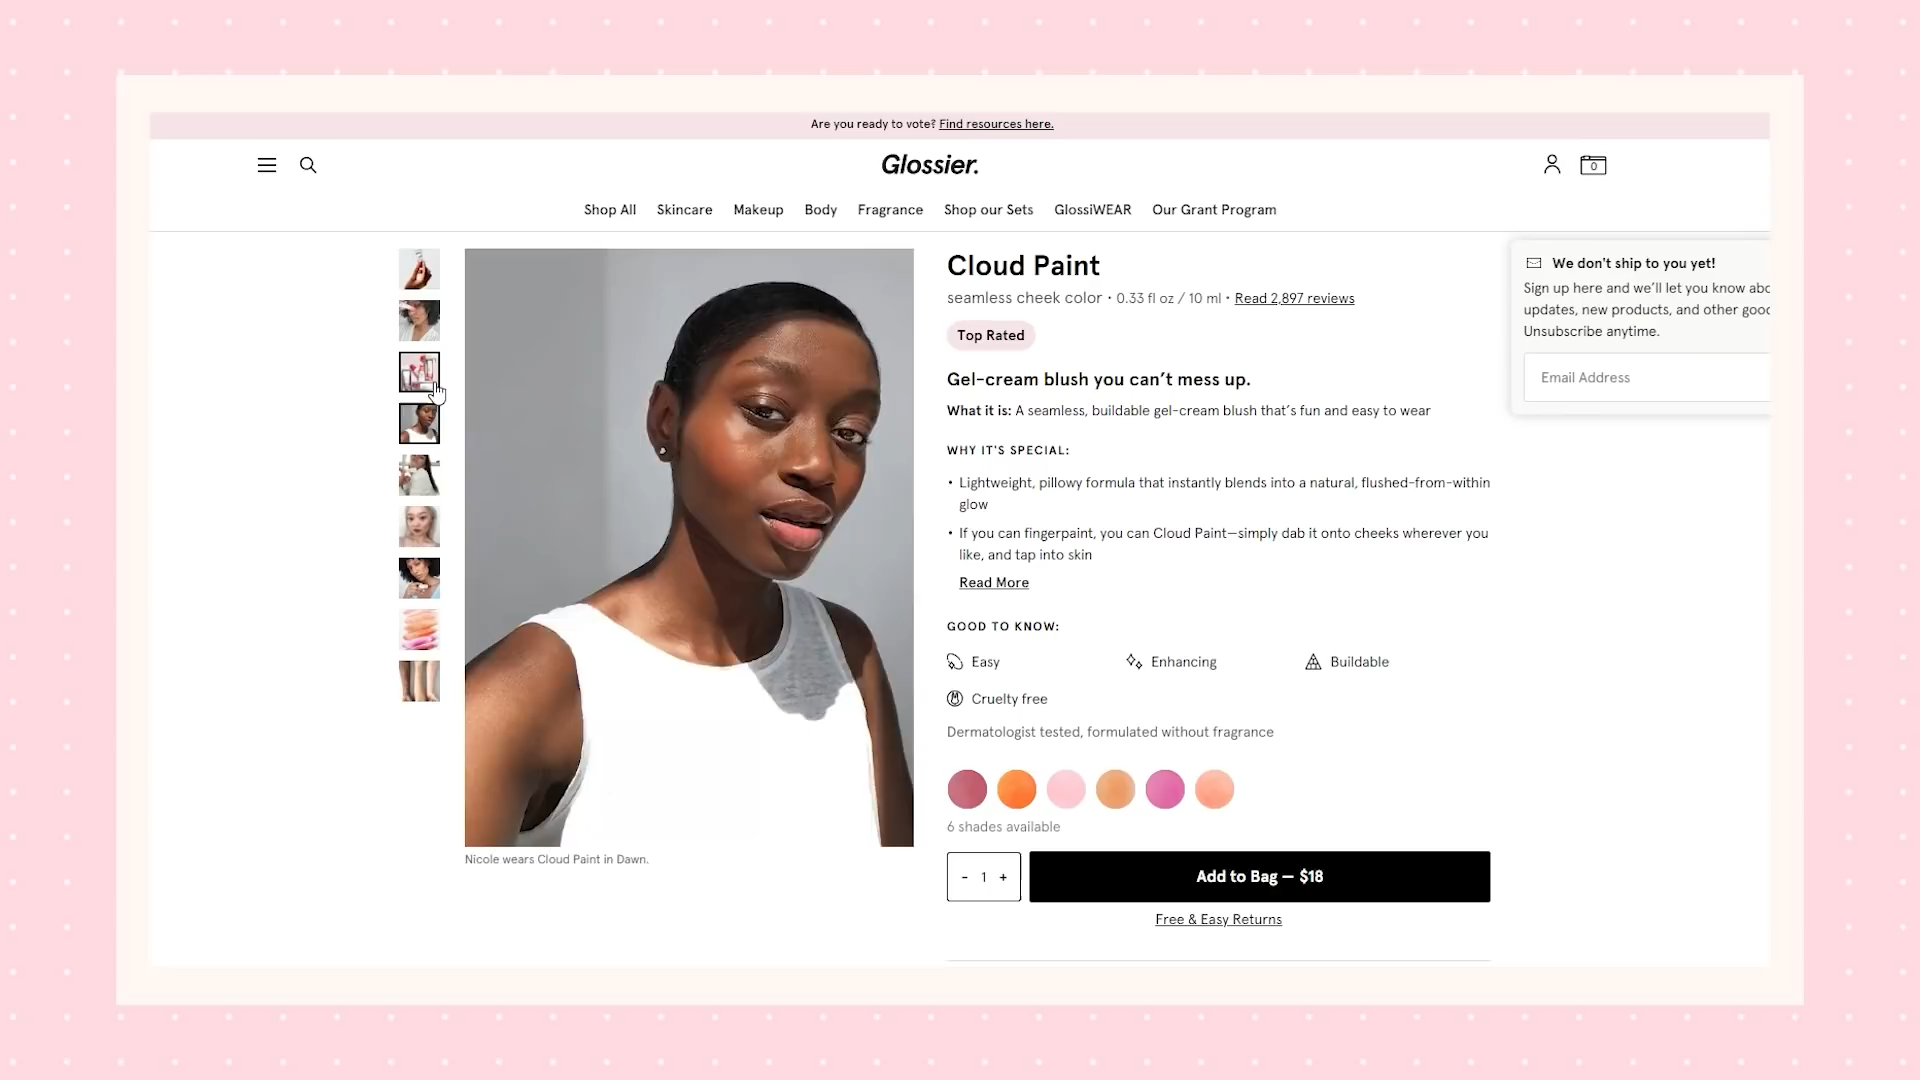 Are you ready to vote? Find resources here.
Glossier.
0
Shop All Skincare Makeup Body Fragrance Shop our Sets GlossiWEAR Our Grant Program
Nicole wears Cloud Paint in Dawn.
Cloud Paint
seamless cheek color • 0.33 fl oz / 10 ml • Read 2,897 reviews
Top Rated
Gel-cream blush you can’t mess up.
What it is: A seamless, buildable gel-cream blush that’s fun and easy to wear
WHY IT'S SPECIAL:
• Lightweight, pillowy formula that instantly blends into a natural, flushed-from-within
glow
• If you can fingerpaint, you can Cloud Paint—simply dab it onto cheeks wherever you
like, and tap into skin
Read More
GOOD TO KNOW:
Easy Enhancing Buildable
Cruelty free
Dermatologist tested, formulated without fragrance
6 shades available
- 1 + Add to Bag — $18
Free & Easy Returns
We don't ship to you yet!
Sign up here and we’ll let you know
updates, new products, and other
Unsubscribe anytime.
Email Address